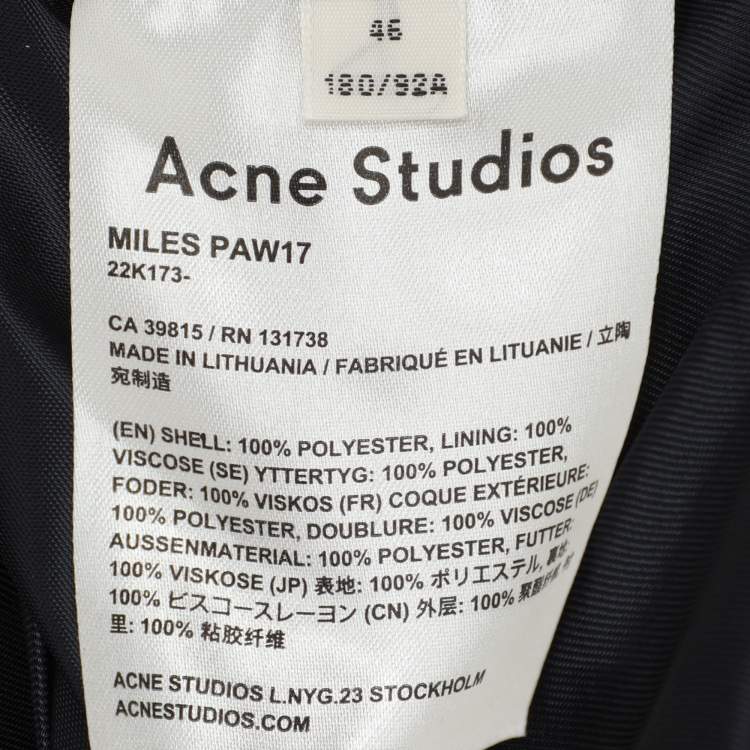 46
180/92A
Acne Studios
MILES PAW17
22K173-
CA 39815 / RN 131738
MADE IN LITHUANIA / FABRIQUÉ EN LITUANIE / 立陶
宛制造
(EN) SHELL: 100% POLYESTER, LINING: 100%
VISCOSE (SE) YTTERTYG: 100% POLYESTER,
FODER: 100% VISKOS (FR) COQUE EXTÉRIEURE:
100% POLYESTER, DOUBLURE: 100% VISCOSE (DE)
AUSSENMATERIAL: 100% POLYESTER, FUTTER:
100% VISKOSE (JP) 表地: 100% ポリエステル, 裏地:
100% ビスコースレーヨン (CN) 外层: 100% 聚酯纤维,
里: 100% 粘胶纤维
ACNE STUDIOS L.NYG.23 STOCKHOLM
ACNESTUDIOS.COM